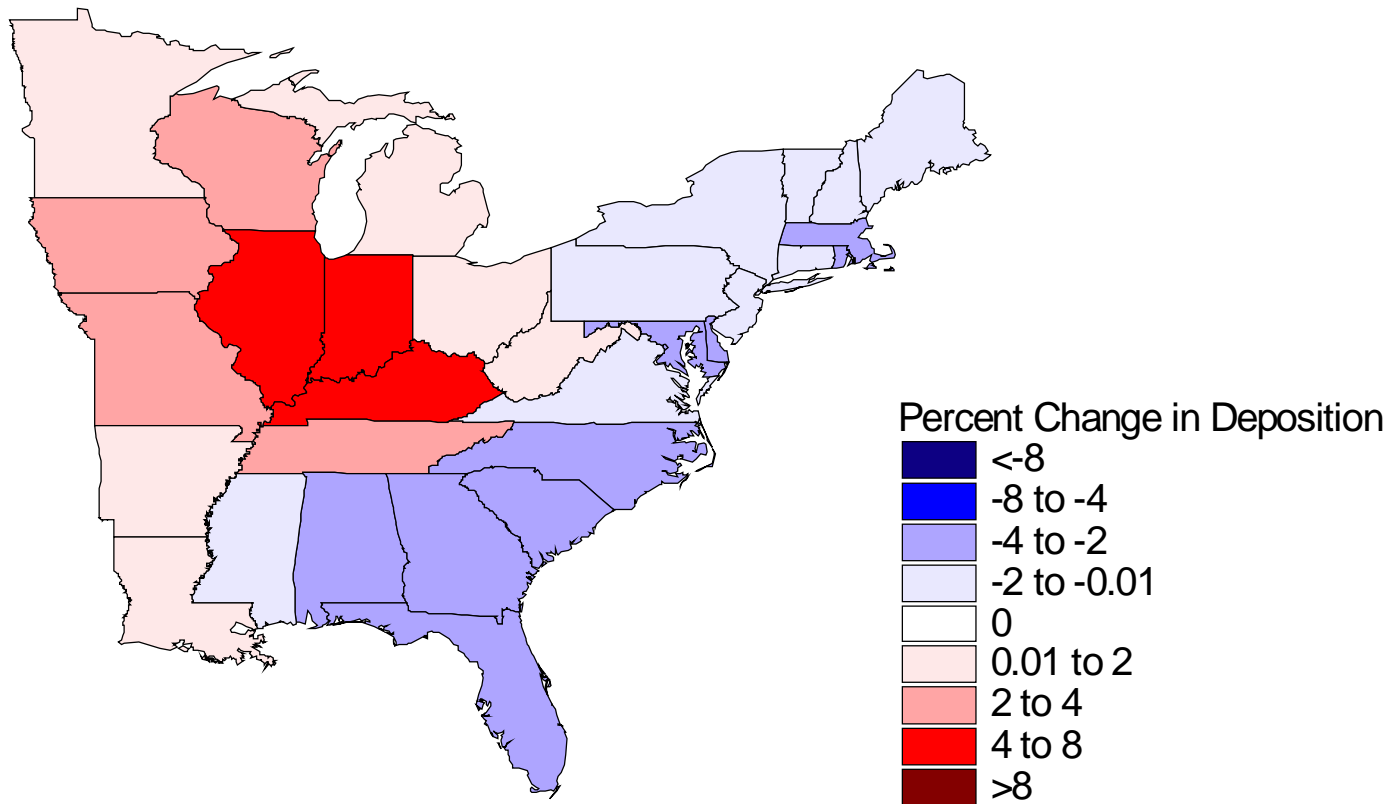 Percent Change in Deposition
<-8
-8 to -4
-4 to -2
-2 to -0.01
0
0.01 to 2
2 to 4
4 to 8
>8